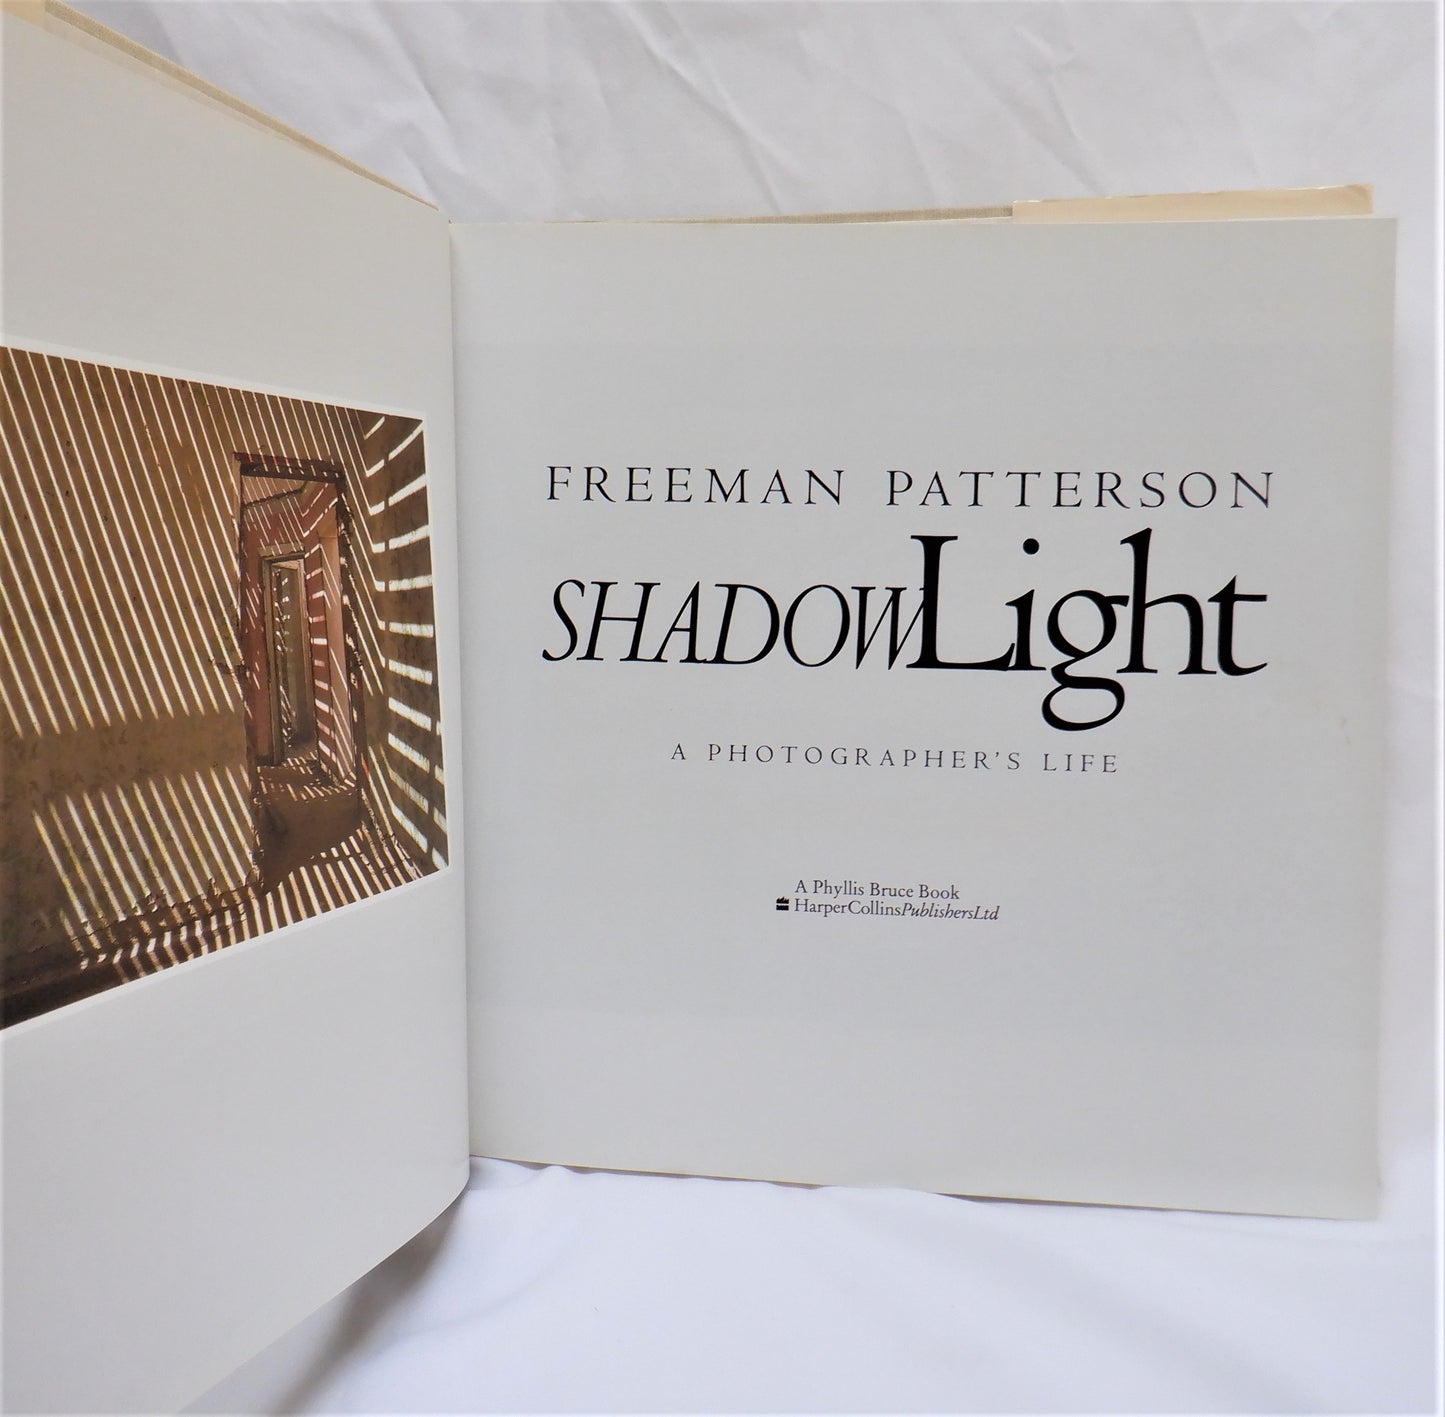 FREEMAN PATTERSON
SHADOWLight
A PHOTOGRAPHER'S LIFE
A Phyllis Bruce Book
HarperCollinsPublishersLtd